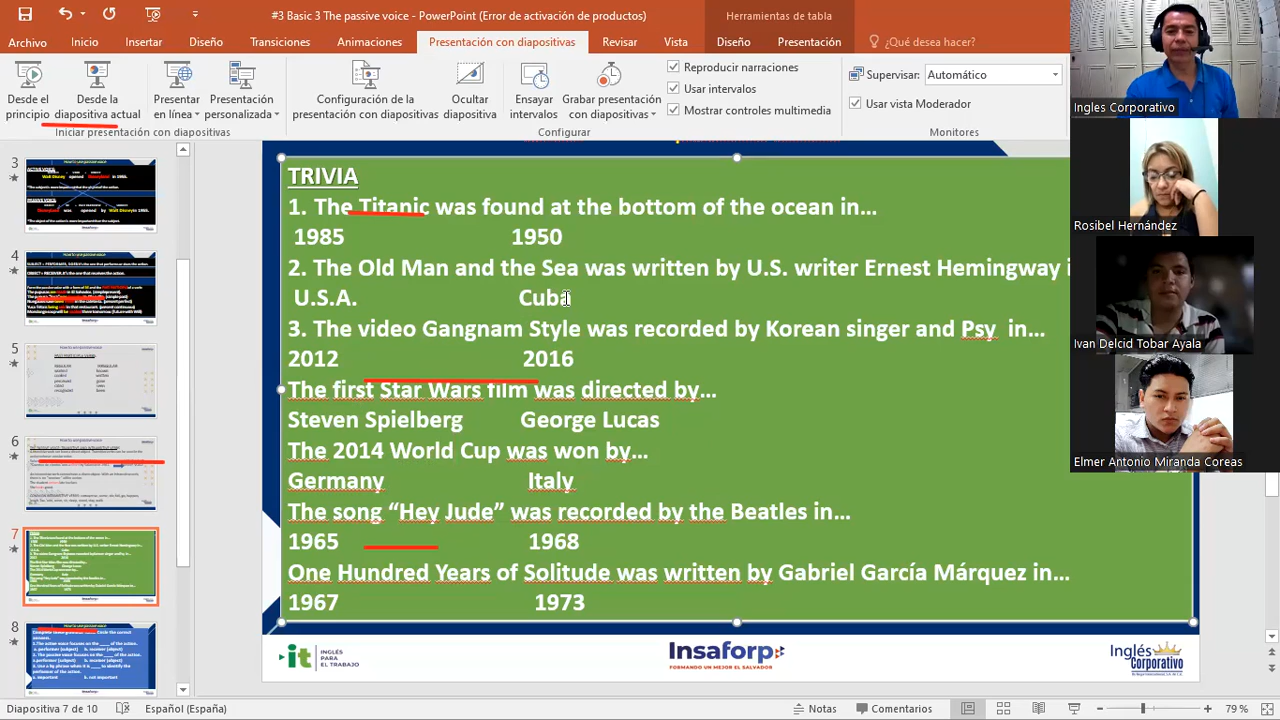 #3 Basic 3 The passive voice - PowerPoint (Error de activación de productos)
Herramientas de tabla
Archivo
Inicio
Insertar
Diseño
Transiciones
Animaciones
Presentación con diapositivas
Revisar
Vista
Diseño
Presentación
¿Qué desea hacer?
Desde el principio
Desde la diapositiva actual
Presentar en línea
Presentación personalizada
Configuración de la presentación con diapositivas
Ocultar diapositiva
Ensayar intervalos
Grabar presentación con diapositivas
Reproducir narraciones
Usar intervalos
Mostrar controles multimedia
Supervisar:
Automático
Usar vista Moderador
Iniciar presentación con diapositivas
Configurar
Monitores
Ingles Corporativo
Rosibel Hernández
Ivan Delcid Tobar Ayala
Elmer Antonio Miranda Coreas
3
4
5
6
7
8
TRIVIA
1. The Titanic was found at the bottom of the ocean in…
1985 1950
2. The Old Man and the Sea was written by U.S. writer Ernest Hemingway
U.S.A. Cuba
3. The video Gangnam Style was recorded by Korean singer and Psy in…
2012 2016
The first Star Wars film was directed by…
Steven Spielberg George Lucas
The 2014 World Cup was won by…
Germany Italy
The song “Hey Jude” was recorded by the Beatles in…
1965 1968
One Hundred Years of Solitude was written by Gabriel Garcia Marquez in…
1967 1973
it INGLÉS PARA EL TRABAJO
Insaforp
FORMANDO UN MEJOR EL SALVADOR
Inglés Corporativo
Diapositiva 7 de 10
Español (España)
Notas
Comentarios
79 %